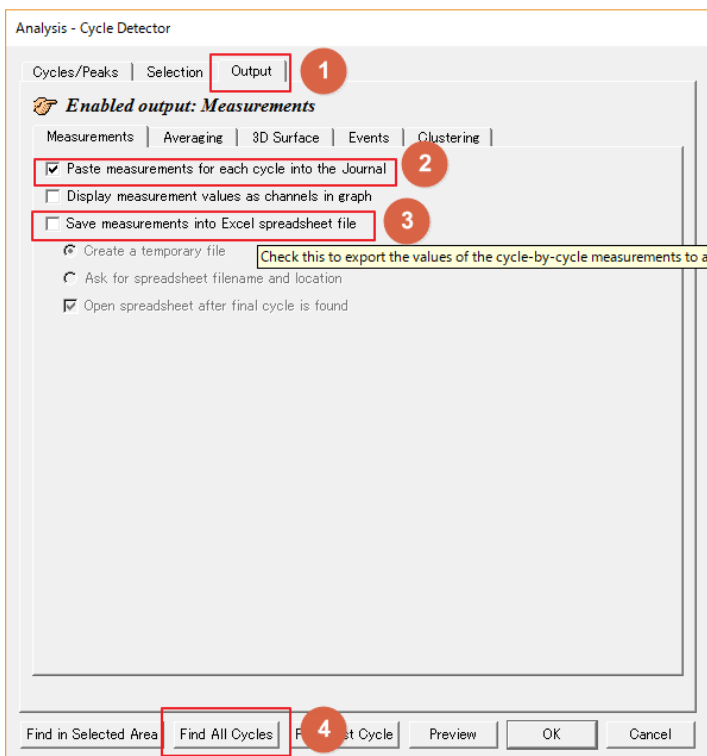 Analysis - Cycle Detector
Cycles/Peaks Selection Output 1
Enabled output: Measurements
Measurements Averaging 3D Surface Events Clustering
Paste measurements for each cycle into the Journal 2
Display measurement values as channels in graph
Save measurements into Excel spreadsheet file 3
Create a temporary file
Check this to export the values of the cycle-by-cycle measurements to a
Ask for spreadsheet filename and location
Open spreadsheet after final cycle is found
Find in Selected Area Find All Cycles 4 Cycle Preview OK Cancel